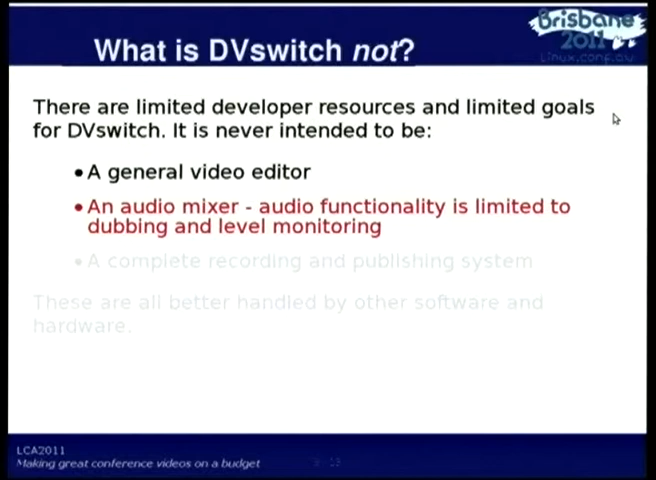 Brisbane
2011
linux.conf.au
What is DVswitch not?
There are limited developer resources and limited goals
for DVswitch. It is never intended to be:
• A general video editor
• An audio mixer - audio functionality is limited to
dubbing and level monitoring
• A complete recording and publishing system
These are all better handled by other software and
hardware.
LCA2011
Making great conference videos on a budget